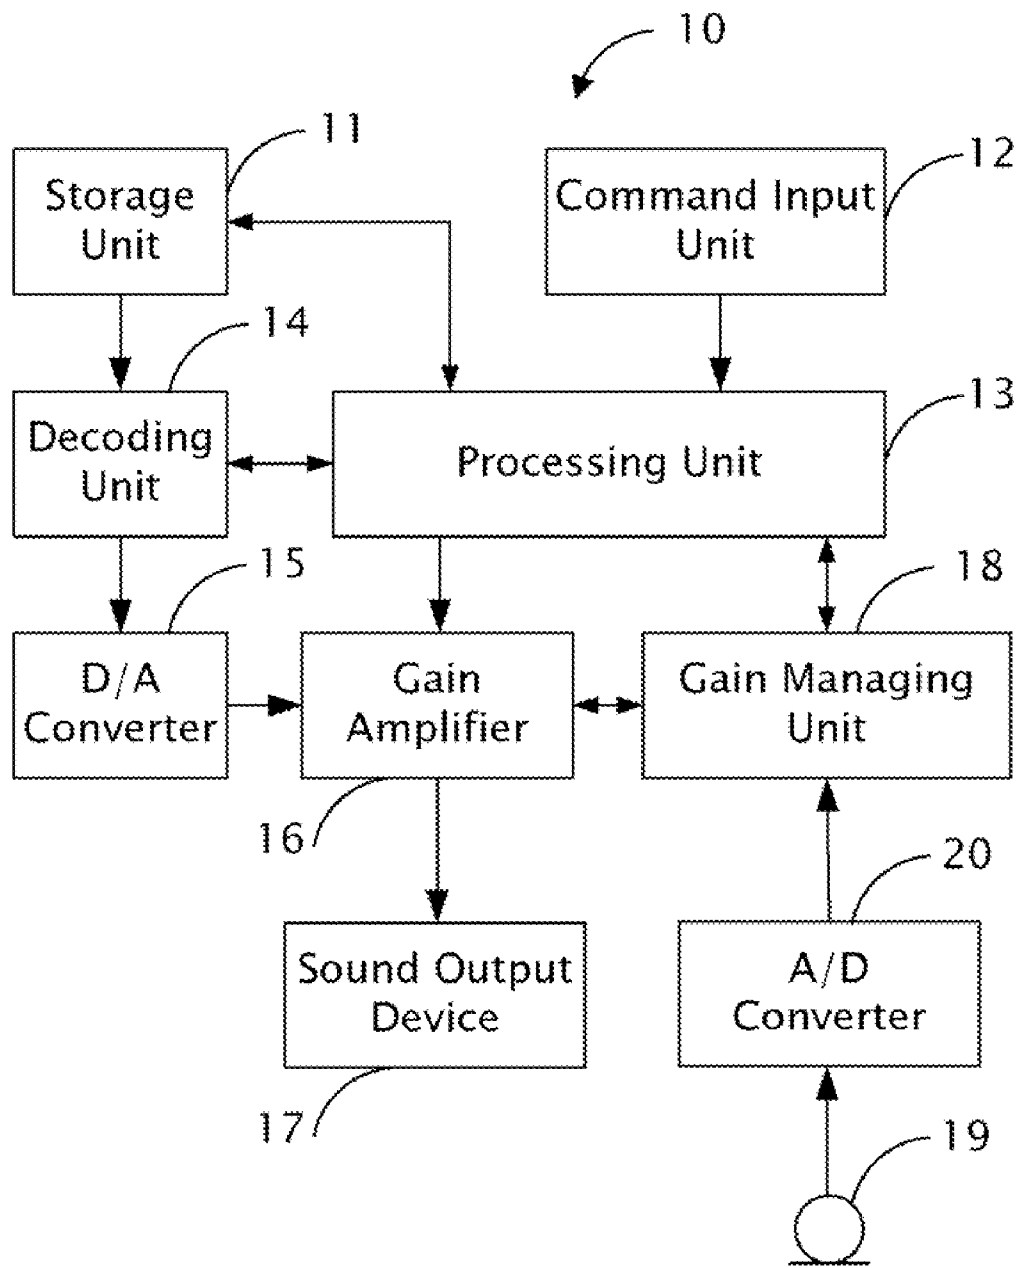 10
11
Storage
Unit
12
Command Input
Unit
14
Decoding
Unit
13
Processing Unit
15
D/A
Converter
16
Gain
Amplifier
18
Gain Managing
Unit
17
Sound Output
Device
20
A/D
Converter
19